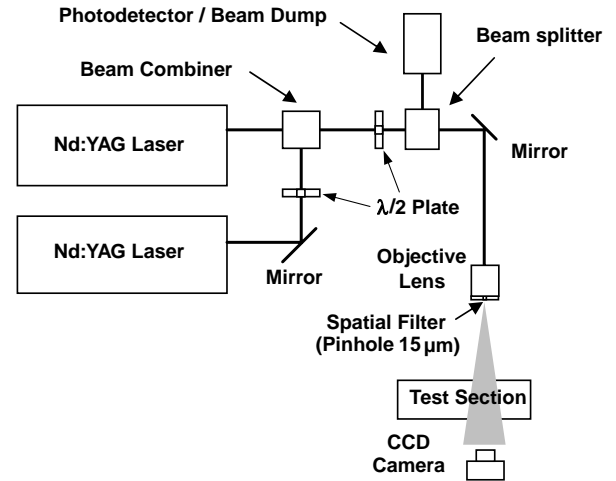 Photodetector / Beam Dump
Beam splitter
Beam Combiner
Nd:YAG Laser
Mirror
λ/2 Plate
Nd:YAG Laser
Mirror
Objective
Lens
Spatial Filter
(Pinhole 15 μm)
Test Section
CCD
Camera